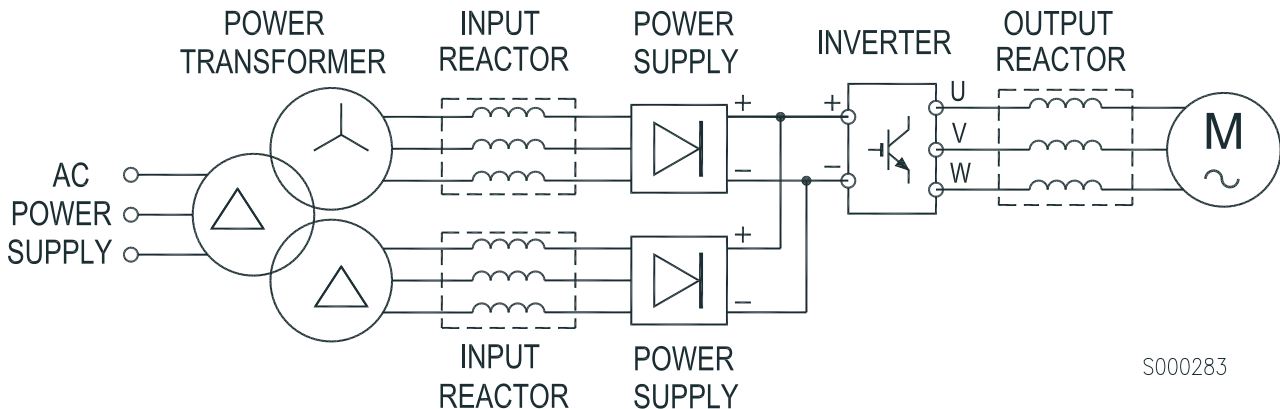 POWER
TRANSFORMER
INPUT
REACTOR
POWER
SUPPLY
INVERTER
OUTPUT
REACTOR
AC
POWER
SUPPLY
+
−
+
−
U
V
W
M
+
−
INPUT
REACTOR
POWER
SUPPLY
S000283